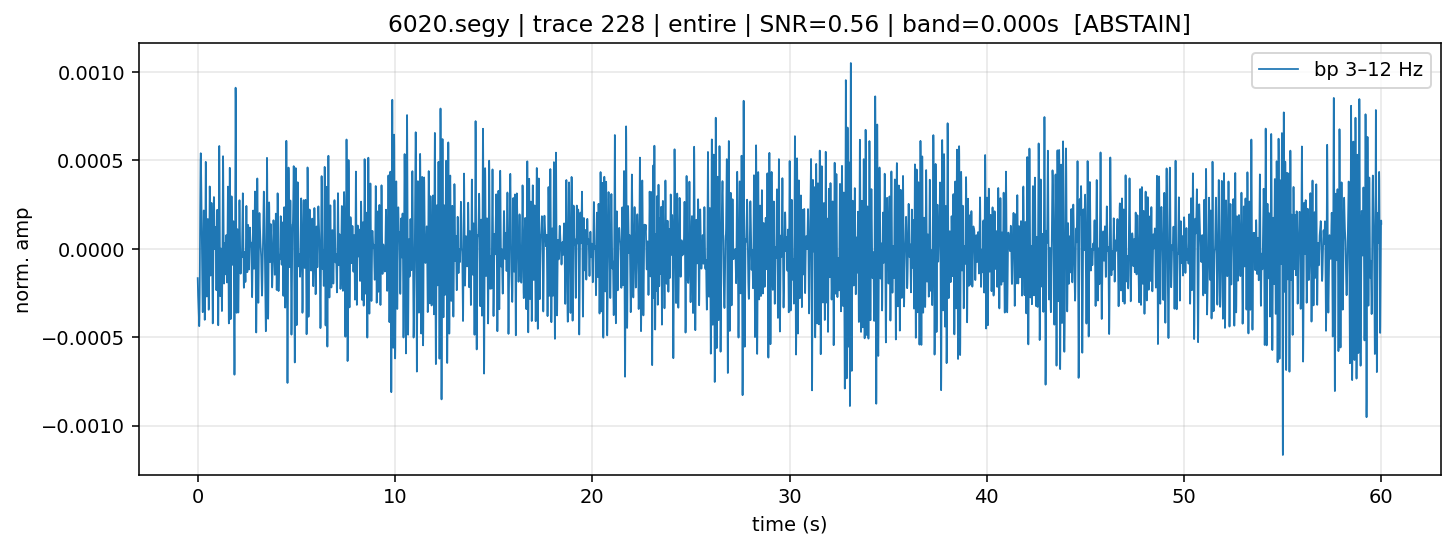 6020.segy | trace 228 | entire | SNR=0.56 | band=0.000s  [ABSTAIN]
bp 3–12 Hz
norm. amp
0.0010
0.0005
0.0000
−0.0005
−0.0010
0 10 20 30 40 50 60
time (s)